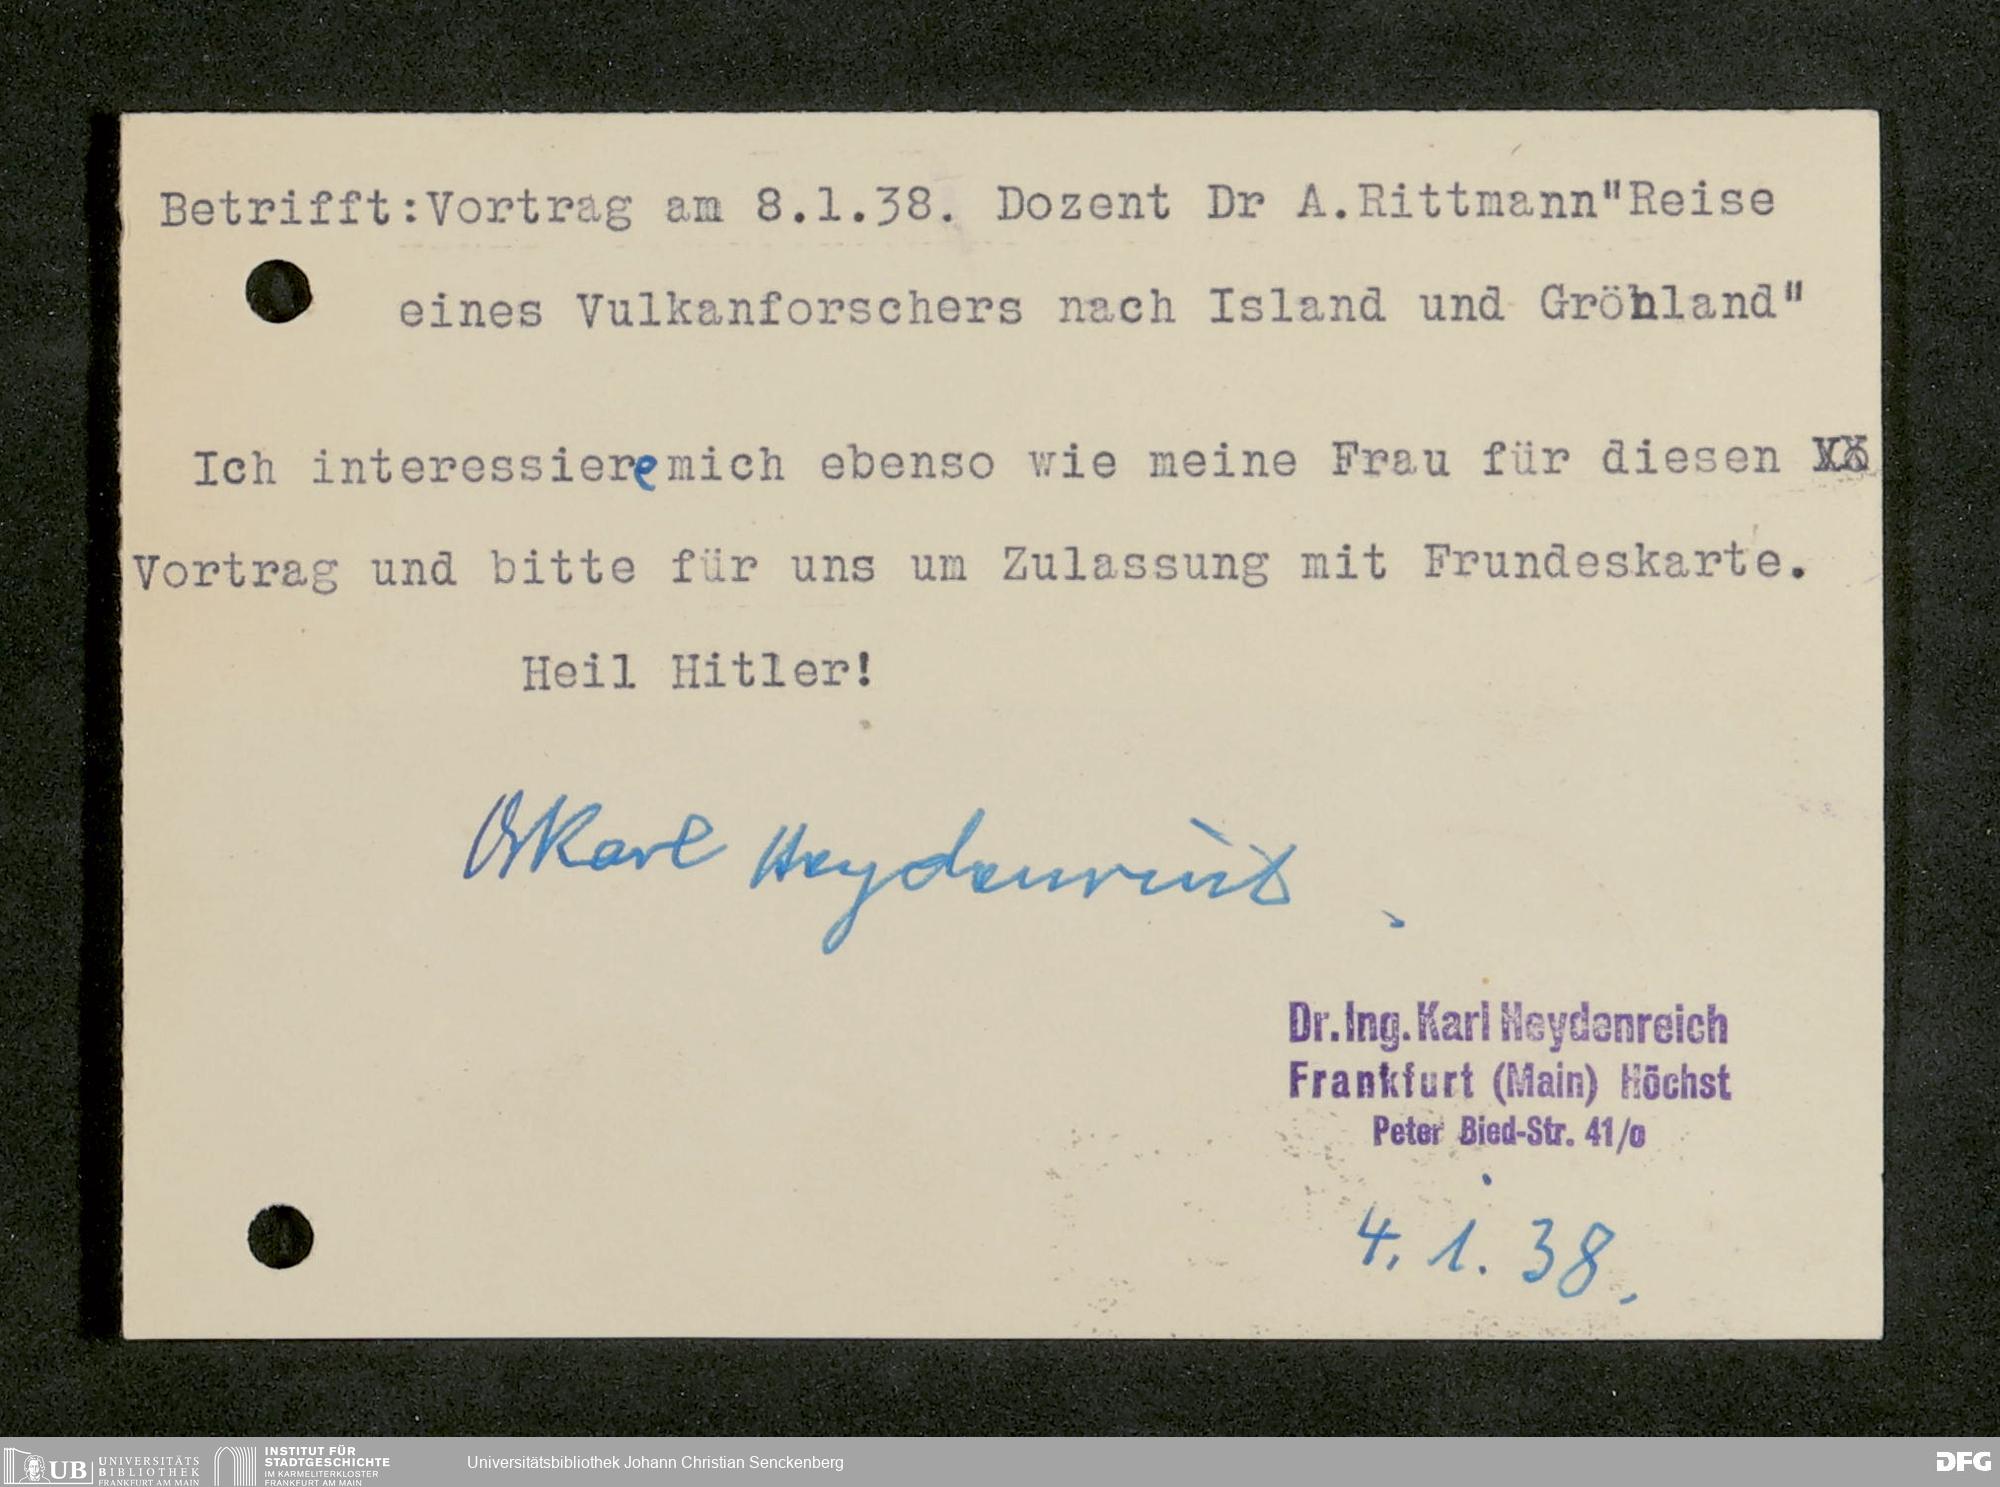 Betrifft:Vortrag am 8.1.38. Dozent Dr A.Rittmann"Reise
eines Vulkanforschers nach Island und Grönland"
Ich interessiere mich ebenso wie meine Frau für diesen
Vortrag und bitte für uns um Zulassung mit Frundeskarte.
Heil Hitler!
Dr Karl Heydenreich
Dr.Ing.Karl Heydenreich
Frankfurt (Main) Höchst
Peter Bied-Str. 41/o
4. 1. 38.
UB UNIVERSITÄTS
BIBLIOTHEK
FRANKFURT AM MAIN
INSTITUT FÜR
STADTGESCHICHTE
IM KARMELITERKLOSTER
FRANKFURT AM MAIN
Universitätsbibliothek Johann Christian Senckenberg
DFG